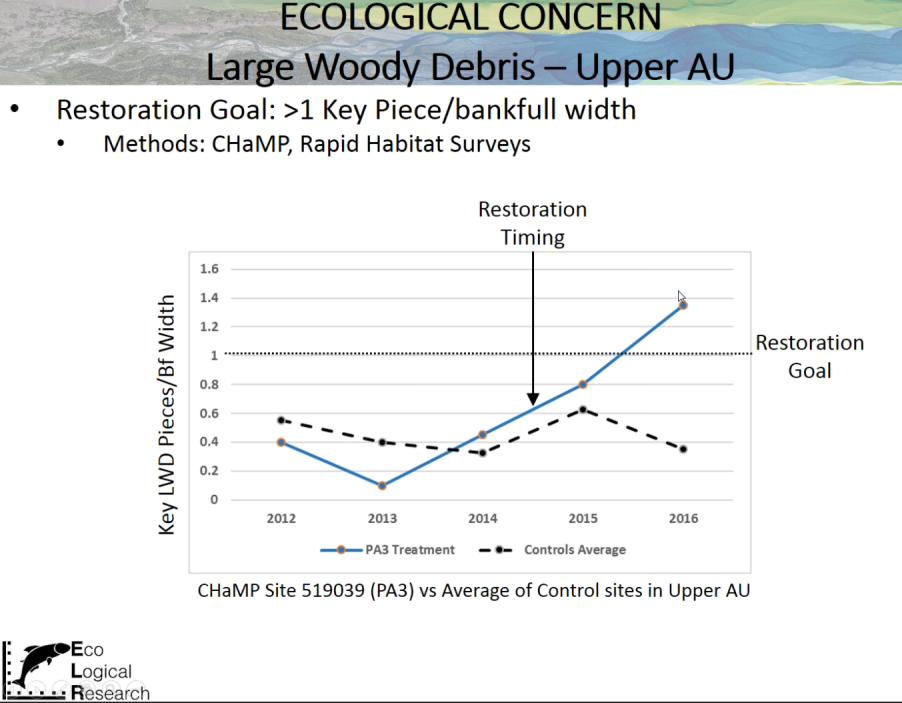 ECOLOGICAL CONCERN
Large Woody Debris – Upper AU
• Restoration Goal: >1 Key Piece/bankfull width
• Methods: CHaMP, Rapid Habitat Surveys
Restoration
Timing
Key LWD Pieces/Bf Width
1.6
1.4
1.2
1
0.8
0.6
0.4
0.2
0
Restoration
Goal
2012 2013 2014 2015 2016
PA3 Treatment Controls Average
CHaMP Site 519039 (PA3) vs Average of Control sites in Upper AU
Eco
Logical
Research